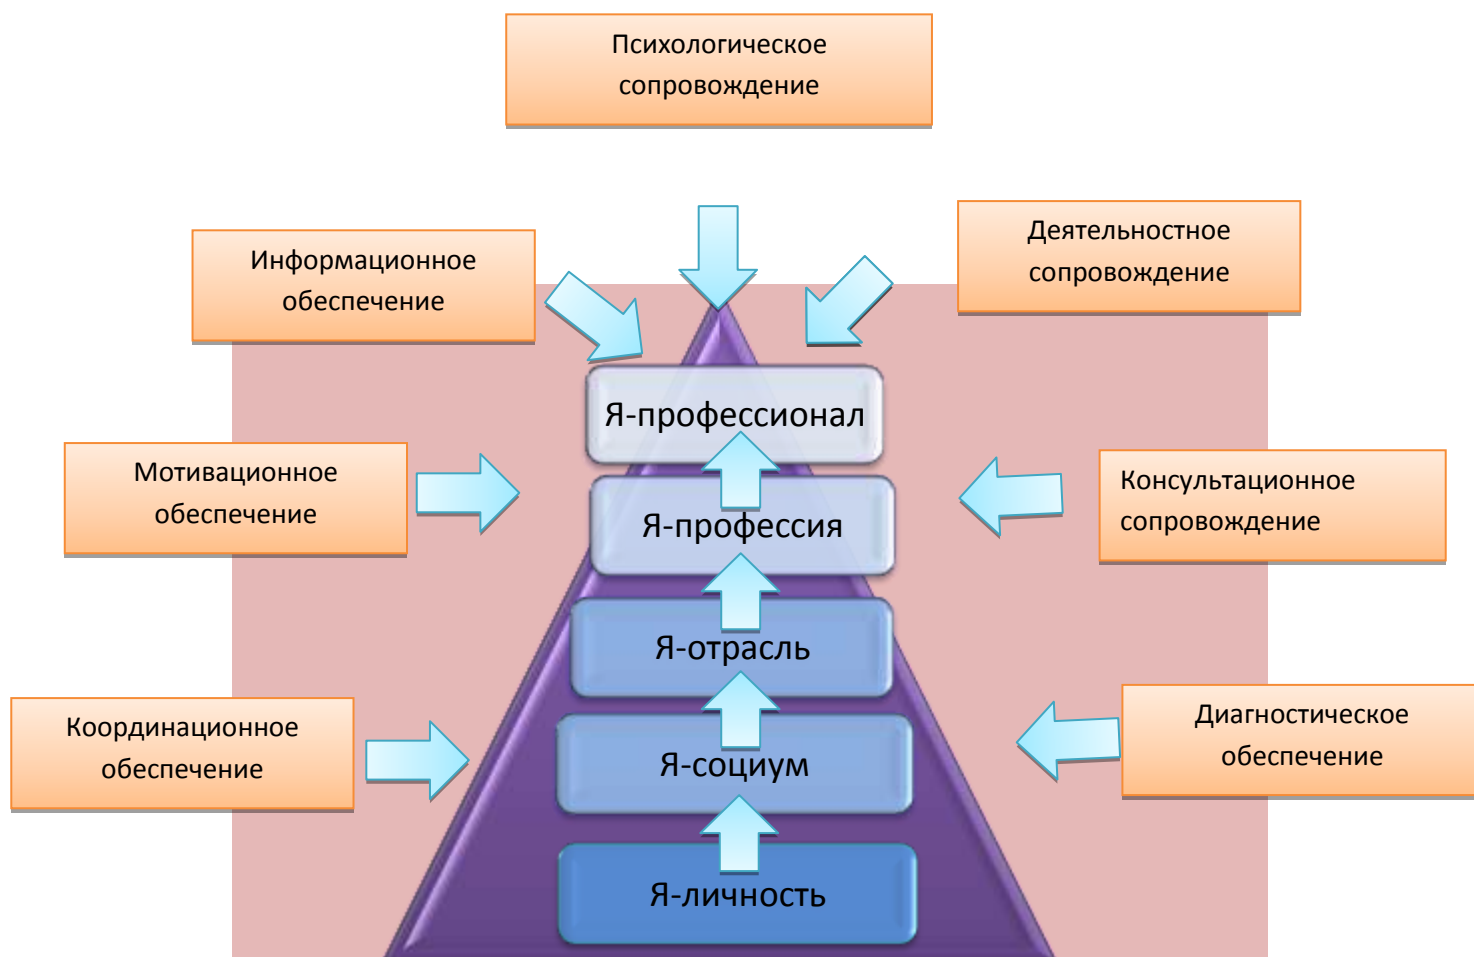 Психологическое
сопровождение
Информационное
обеспечение
Деятельностное
сопровождение
Я-профессионал
Мотивационное
обеспечение
Консультационное
сопровождение
Я-профессия
Я-отрасль
Координационное
обеспечение
Диагностическое
обеспечение
Я-социум
Я-личность